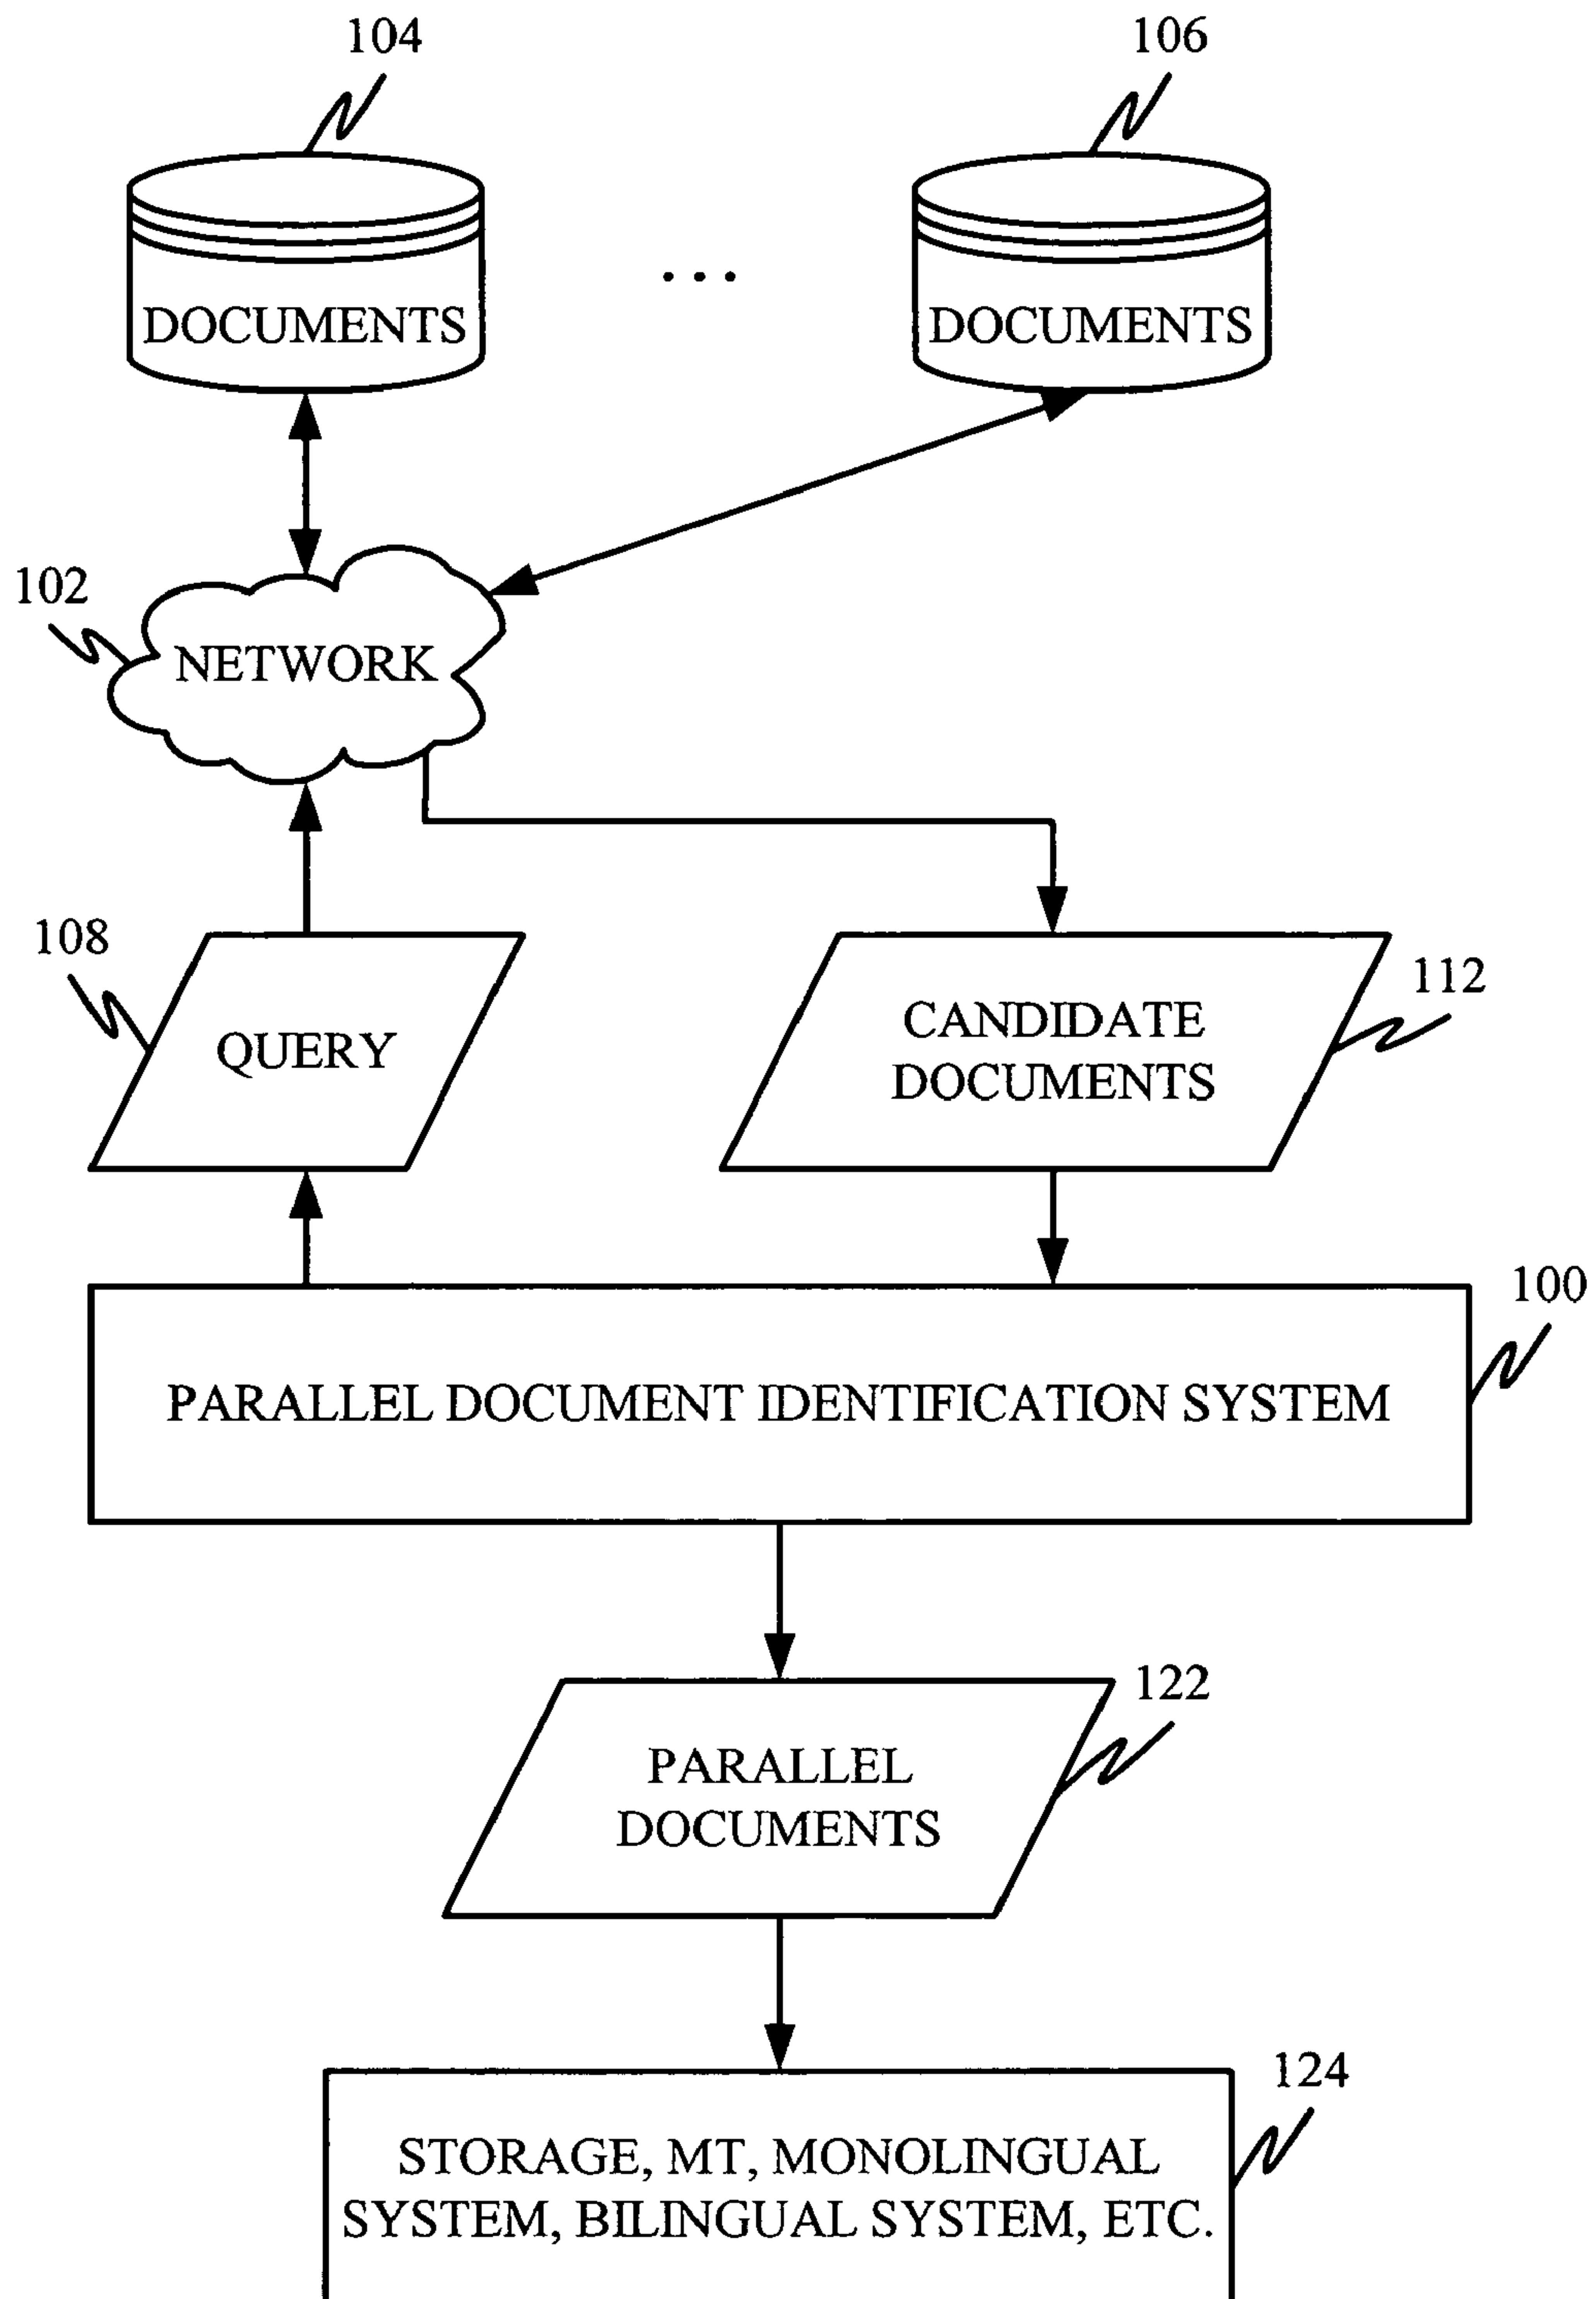 104
106
DOCUMENTS
...
DOCUMENTS
102
NETWORK
108
QUERY
CANDIDATE
DOCUMENTS
112
100
PARALLEL DOCUMENT IDENTIFICATION SYSTEM
122
PARALLEL
DOCUMENTS
124
STORAGE, MT, MONOLINGUAL
SYSTEM, BILINGUAL SYSTEM, ETC.